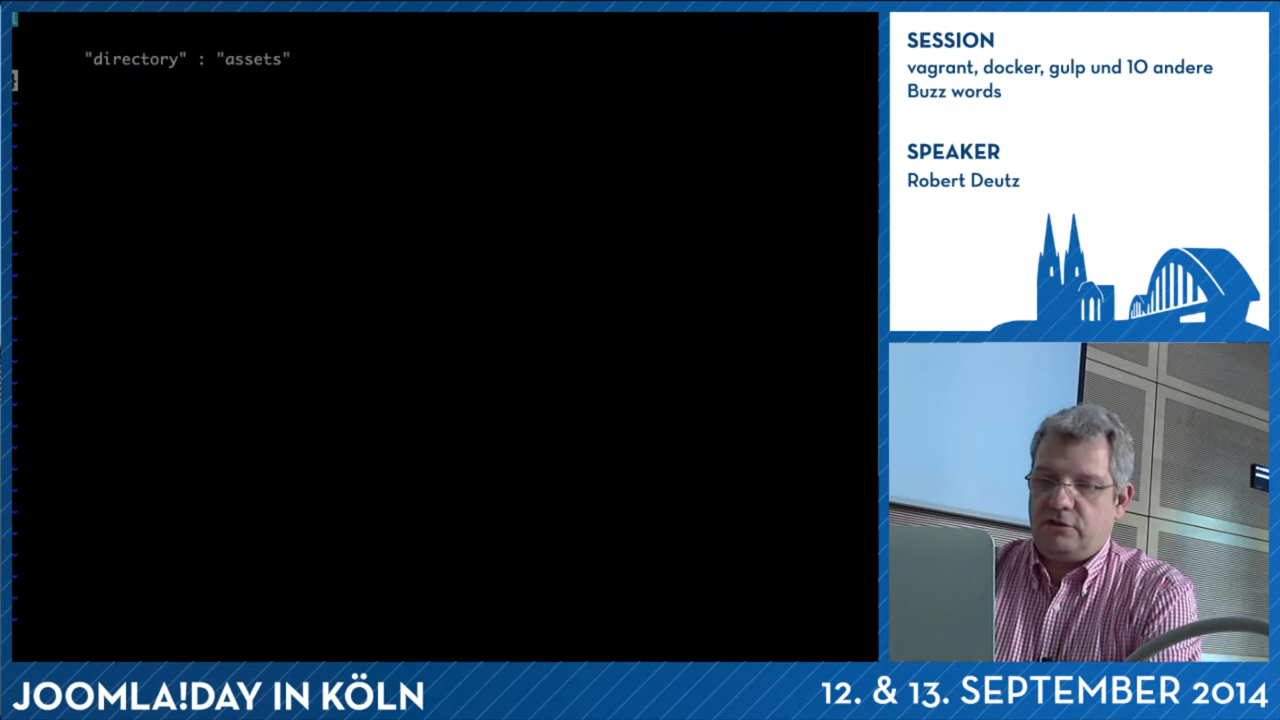 {
"directory" : "assets"
}
SESSION
vagrant, docker, gulp und 10 andere
Buzz words
SPEAKER
Robert Deutz
JOOMLA!DAY IN KÖLN
12. & 13. SEPTEMBER 2014